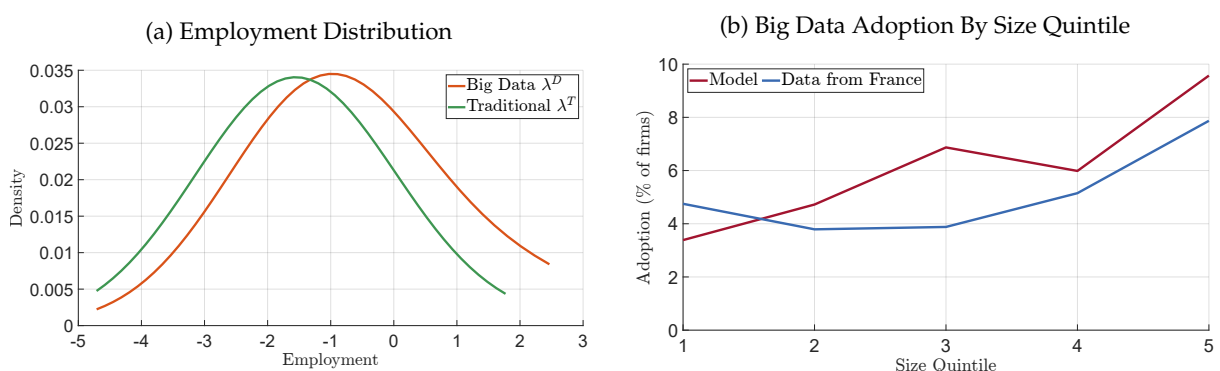 (a) Employment Distribution
0.035
0.03
0.025
0.02
0.015
0.01
0.005
0
Density
-5 -4 -3 -2 -1 0 1 2 3
Employment
Big Data λ^D
Traditional λ^T
(b) Big Data Adoption By Size Quintile
10
8
6
4
2
0
Adoption (% of firms)
1 2 3 4 5
Size Quintile
Model Data from France